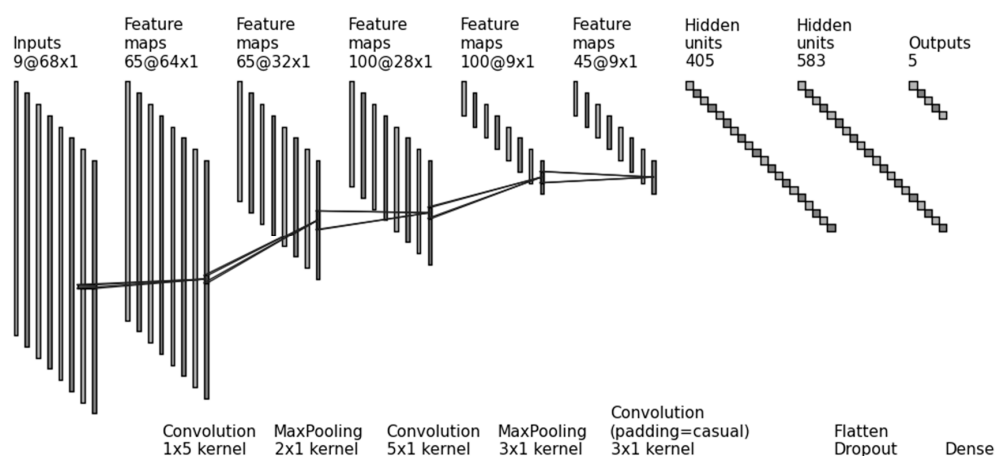 Inputs
9@68x1
Feature
maps
65@64x1
Feature
maps
65@32x1
Feature
maps
100@28x1
Feature
maps
100@9x1
Feature
maps
45@9x1
Hidden
units
405
Hidden
units
583
Outputs
5
Convolution
1x5 kernel
MaxPooling
2x1 kernel
Convolution
5x1 kernel
MaxPooling
3x1 kernel
Convolution
(padding=casual)
3x1 kernel
Flatten
Dropout
Dense